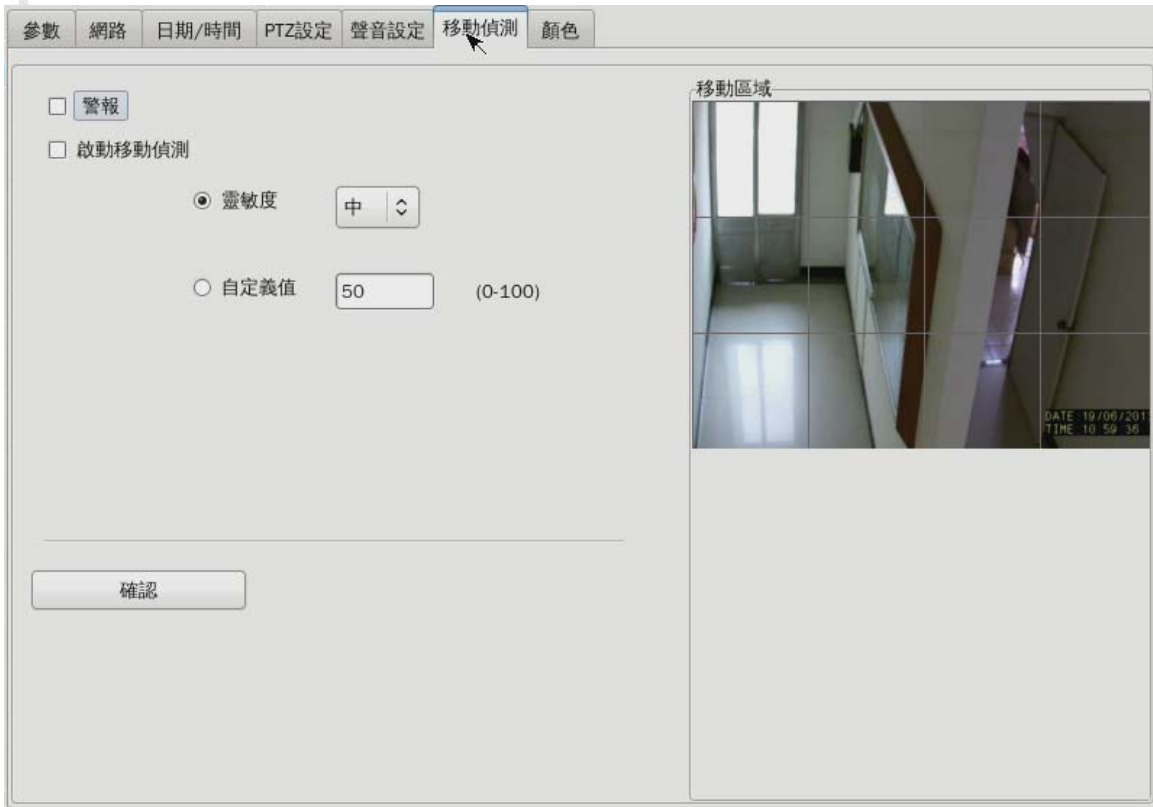 參數 網路 日期/時間 PTZ設定 聲音設定 移動偵測 顏色
警報
啟動移動偵測
靈敏度 中
自定義值 50 (0-100)
確認
移動區域
DATE 19/06/201
TIME 10 59 36